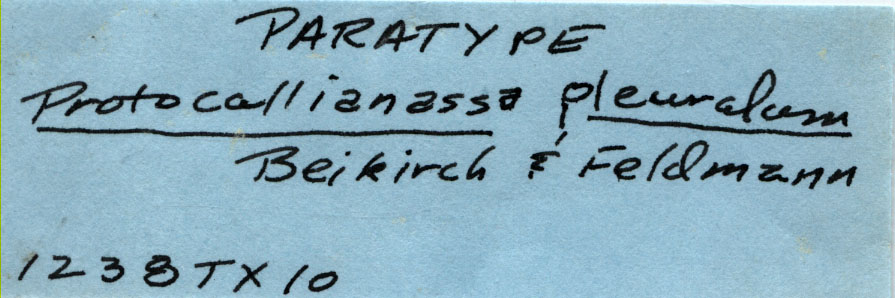 PARATYPE
Protocallianassa pleuralum
Beikirch & Feldmann
1238TX10